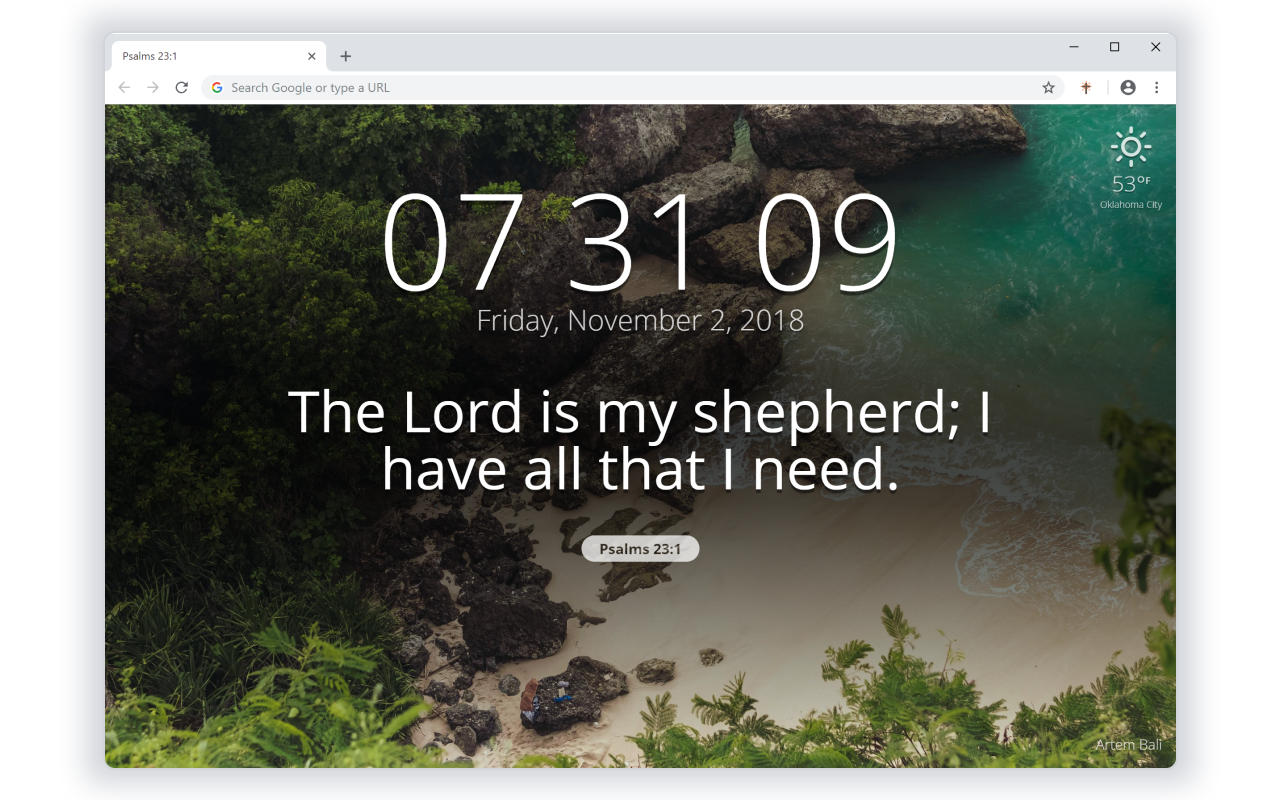 Psalms 23:1
Search Google or type a URL
53°F
Oklahoma City
07 31 09
Friday, November 2, 2018
The Lord is my shepherd; I
have all that I need.
Psalms 23:1
Artem Bali